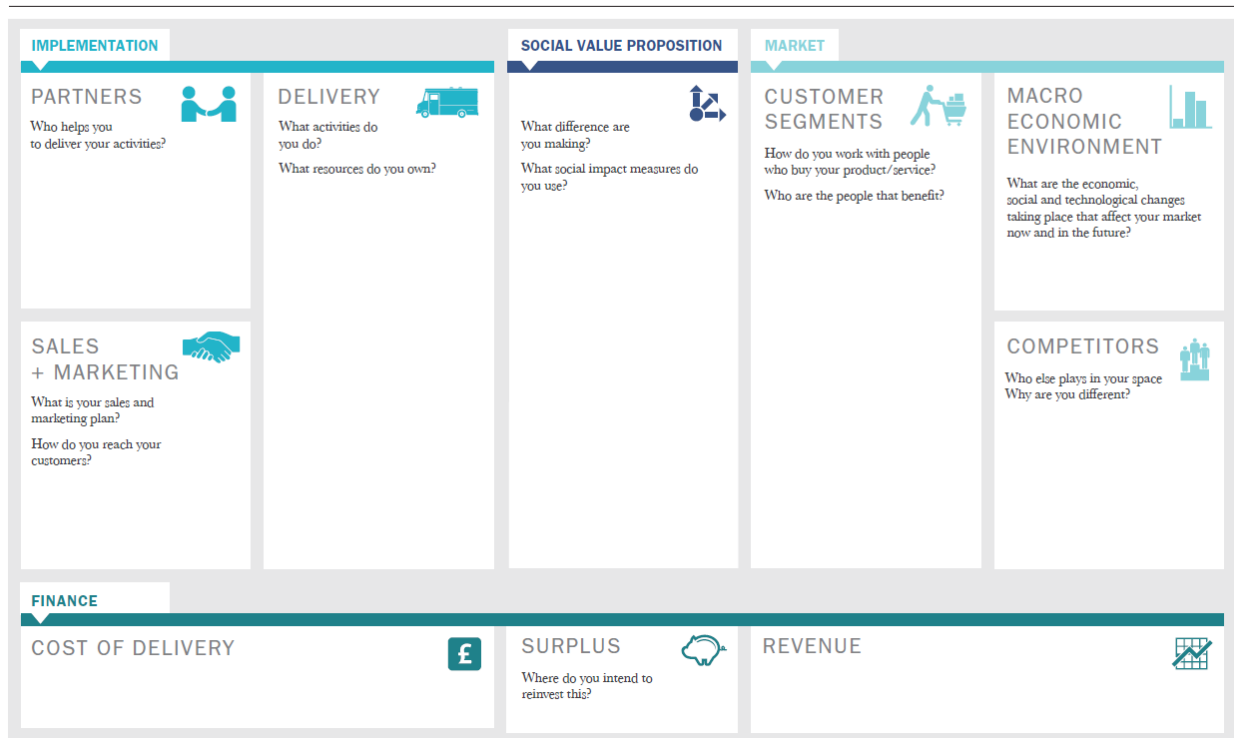 IMPLEMENTATION
PARTNERS
Who helps you
to deliver your activities?
DELIVERY
What activities do
you do?
What resources do you own?
SALES
+ MARKETING
What is your sales and
marketing plan?
How do you reach your
customers?
SOCIAL VALUE PROPOSITION
What difference are
you making?
What social impact measures do
you use?
MARKET
CUSTOMER
SEGMENTS
How do you work with people
who buy your product/service?
Who are the people that benefit?
MACRO
ECONOMIC
ENVIRONMENT
What are the economic,
social and technological changes
taking place that affect your market
now and in the future?
COMPETITORS
Who else plays in your space
Why are you different?
FINANCE
COST OF DELIVERY
£
SURPLUS
Where do you intend to
reinvest this?
REVENUE